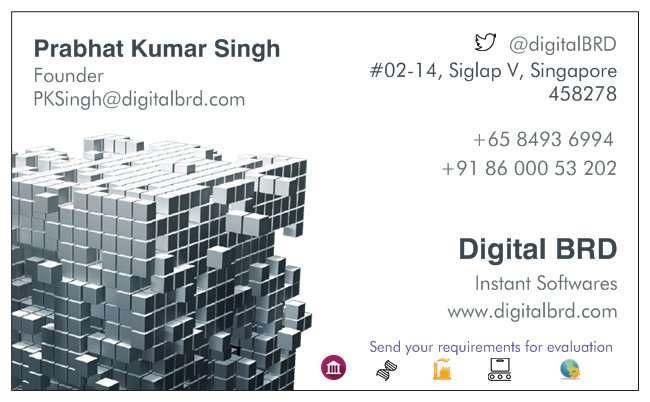 Prabhat Kumar Singh
Founder
PKSingh@digitalbrd.com
@digitalBRD
#02-14, Siglap V, Singapore
458278
+65 8493 6994
+91 86 000 53 202
Digital BRD
Instant Softwares
www.digitalbrd.com
Send your requirements for evaluation